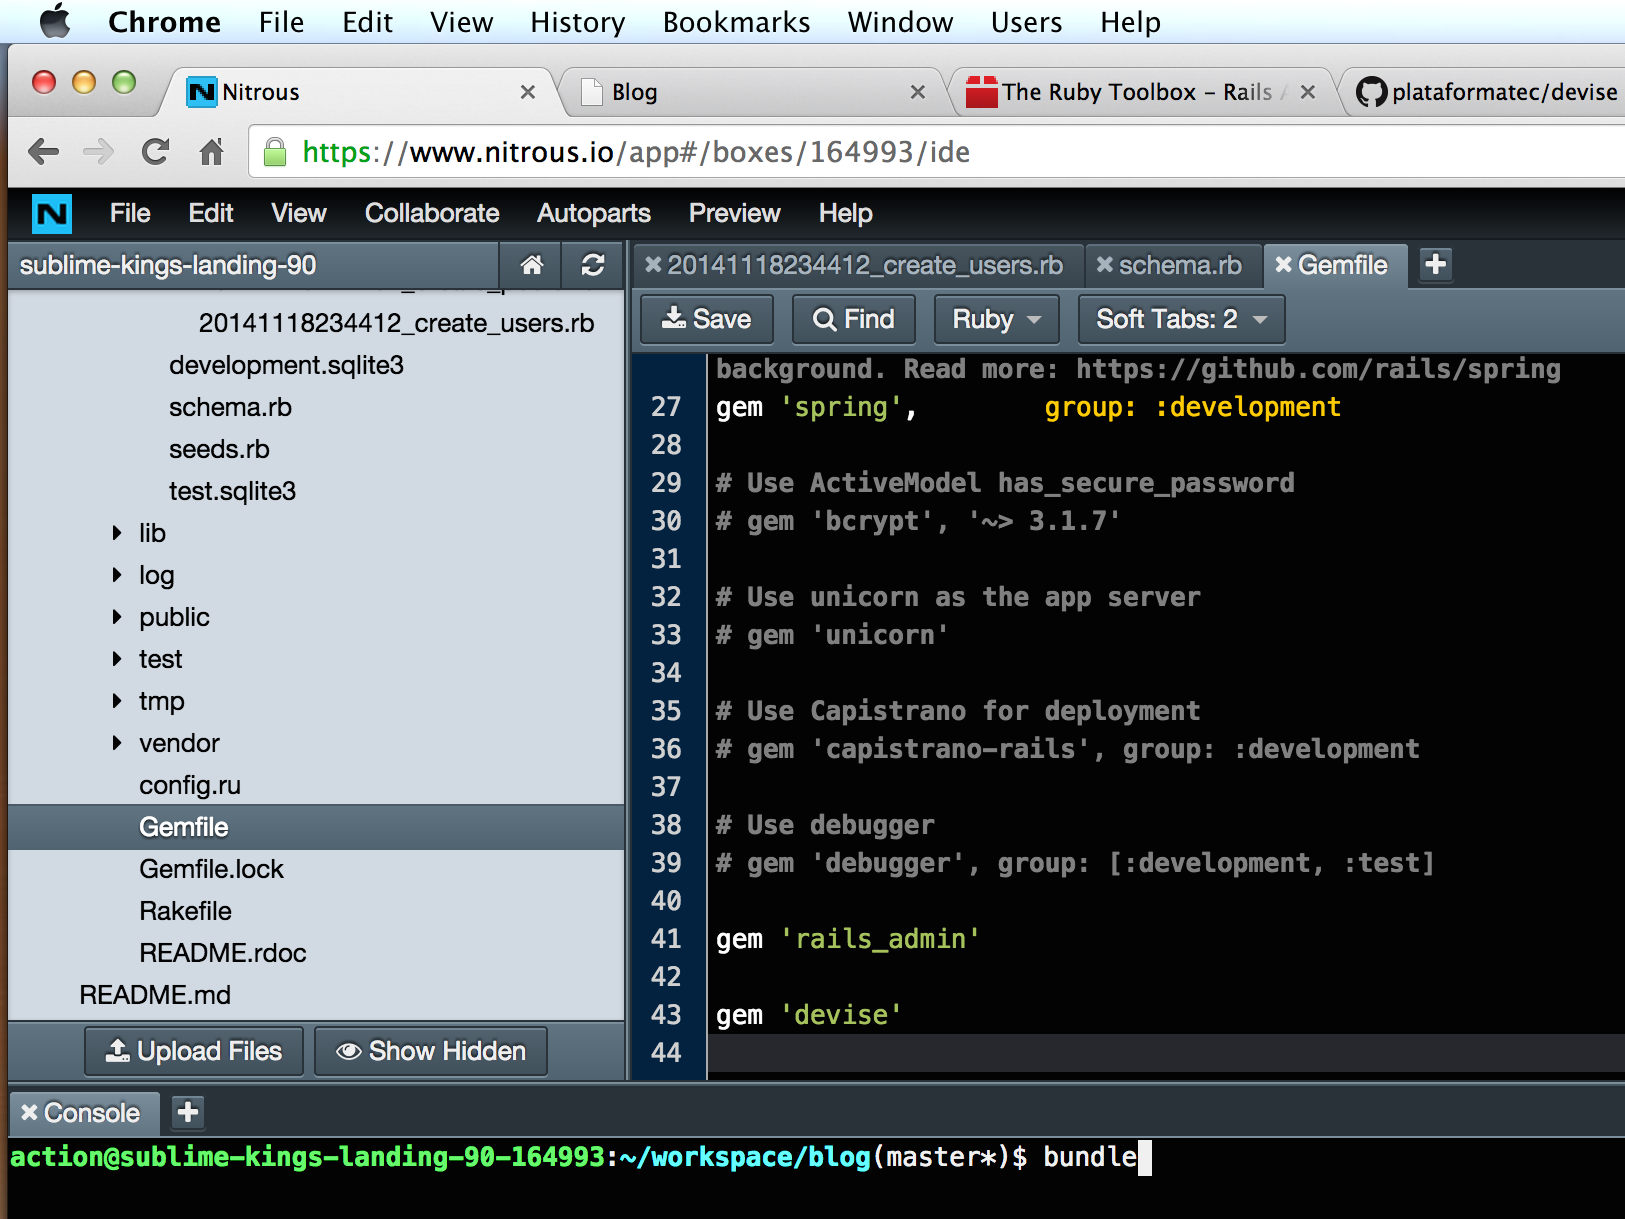 Chrome File Edit View History Bookmarks Window Users Help
Nitrous
Blog
The Ruby Toolbox – Rails
plataformatec/devise
https://www.nitrous.io/app#/boxes/164993/ide
N File Edit View Collaborate Autoparts Preview Help
sublime-kings-landing-90
20141118234412_create_users.rb
development.sqlite3
schema.rb
seeds.rb
test.sqlite3
lib
log
public
test
tmp
vendor
config.ru
Gemfile
Gemfile.lock
Rakefile
README.rdoc
README.md
Upload Files Show Hidden
20141118234412_create_users.rb schema.rb Gemfile
Save Find Ruby Soft Tabs: 2
background. Read more: https://github.com/rails/spring
27 gem 'spring',        group: :development
28
29 # Use ActiveModel has_secure_password
30 # gem 'bcrypt', '~> 3.1.7'
31
32 # Use unicorn as the app server
33 # gem 'unicorn'
34
35 # Use Capistrano for deployment
36 # gem 'capistrano-rails', group: :development
37
38 # Use debugger
39 # gem 'debugger', group: [:development, :test]
40
41 gem 'rails_admin'
42
43 gem 'devise'
44
Console
action@sublime-kings-landing-90-164993:~/workspace/blog(master*)$ bundle